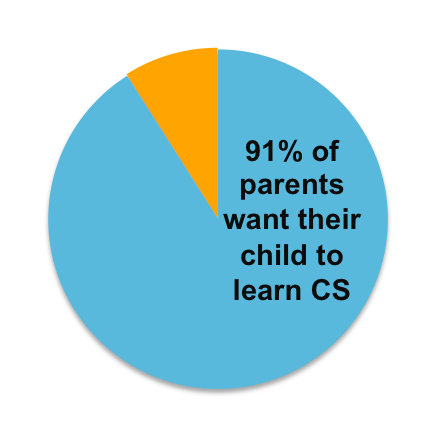 91% of
parents
want their
child to
learn CS